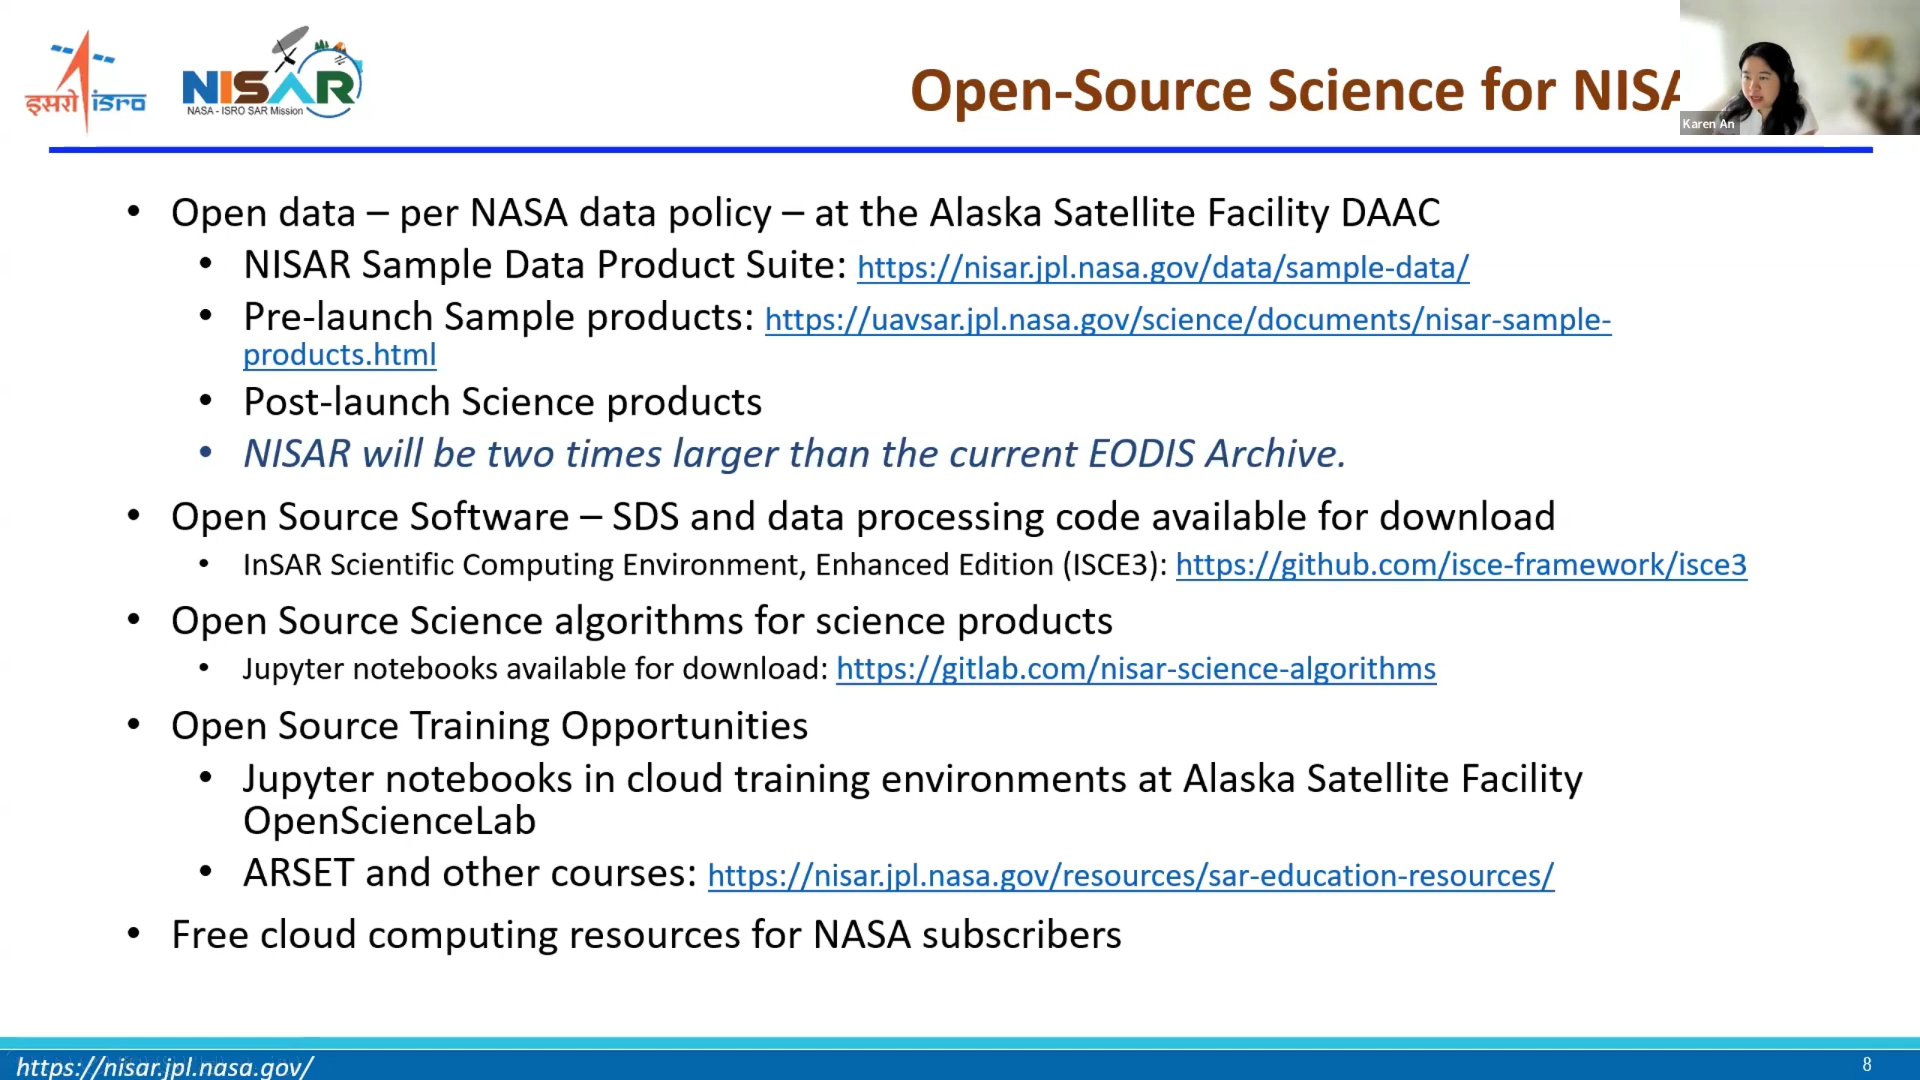 इसरो isro
NISAR
NASA - ISRO SAR Mission
Open-Source Science for NISA
Karen An
• Open data – per NASA data policy – at the Alaska Satellite Facility DAAC
• NISAR Sample Data Product Suite: https://nisar.jpl.nasa.gov/data/sample-data/
• Pre-launch Sample products: https://uavsar.jpl.nasa.gov/science/documents/nisar-sample-
products.html
• Post-launch Science products
• NISAR will be two times larger than the current EODIS Archive.
• Open Source Software – SDS and data processing code available for download
• InSAR Scientific Computing Environment, Enhanced Edition (ISCE3): https://github.com/isce-framework/isce3
• Open Source Science algorithms for science products
• Jupyter notebooks available for download: https://gitlab.com/nisar-science-algorithms
• Open Source Training Opportunities
• Jupyter notebooks in cloud training environments at Alaska Satellite Facility
OpenScienceLab
• ARSET and other courses: https://nisar.jpl.nasa.gov/resources/sar-education-resources/
• Free cloud computing resources for NASA subscribers
https://nisar.jpl.nasa.gov/
8